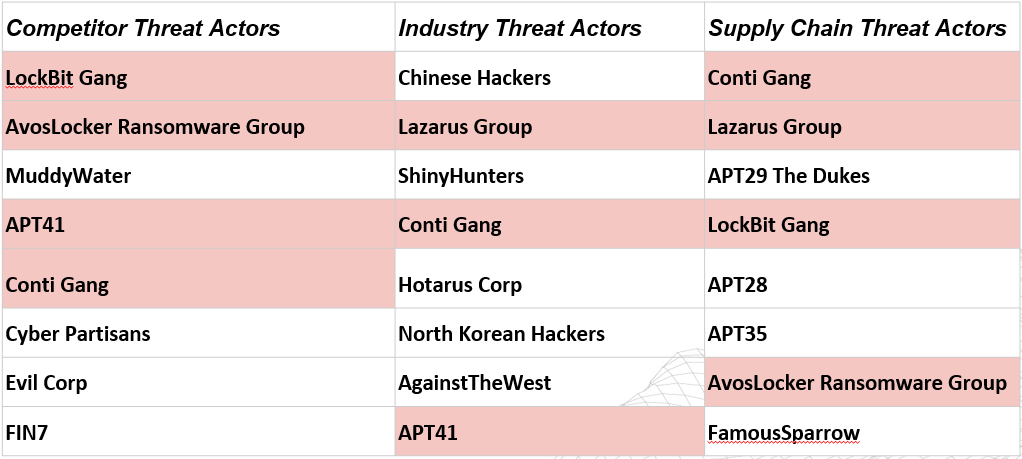 Competitor Threat Actors Industry Threat Actors Supply Chain Threat Actors
LockBit Gang Chinese Hackers Conti Gang
AvosLocker Ransomware Group Lazarus Group Lazarus Group
MuddyWater ShinyHunters APT29 The Dukes
APT41 Conti Gang LockBit Gang
Conti Gang Hotarus Corp APT28
Cyber Partisans North Korean Hackers APT35
Evil Corp AgainstTheWest AvosLocker Ransomware Group
FIN7 APT41 FamousSparrow